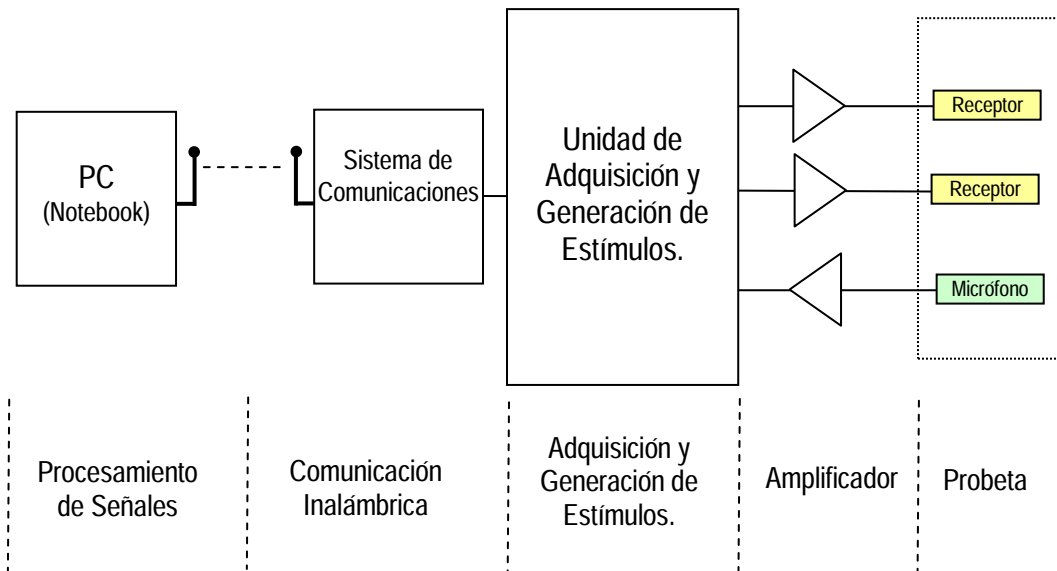 PC
(Notebook)
Sistema de
Comunicaciones
Unidad de
Adquisición y
Generación de
Estímulos.
Receptor
Receptor
Micrófono
Procesamiento
de Señales
Comunicación
Inalámbrica
Adquisición y
Generación de
Estímulos.
Amplificador
Probeta